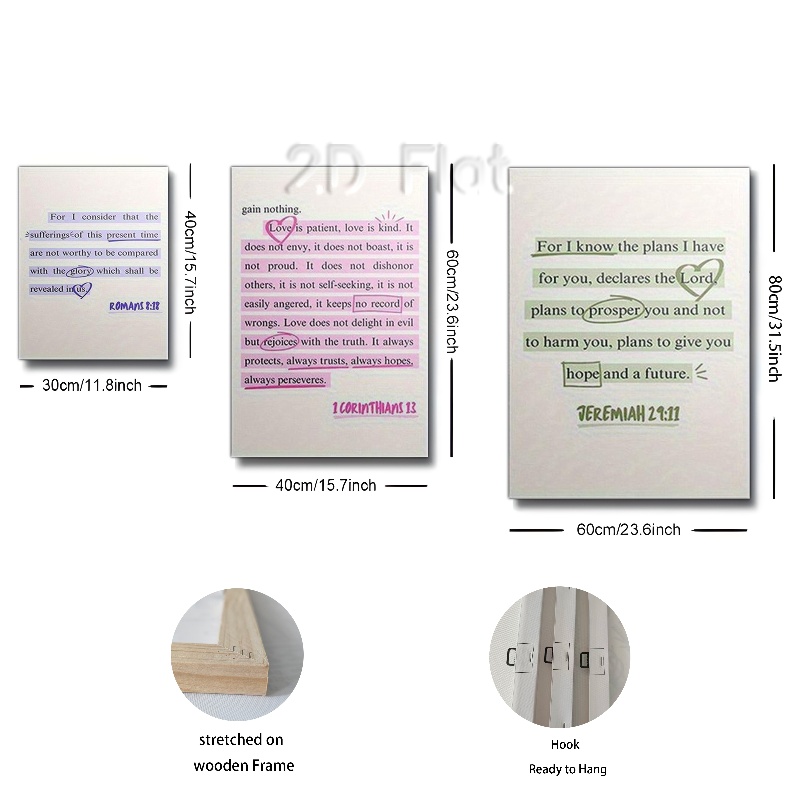 2D Flat
For I consider that the
sufferings of this present time
are not worthy to be compared
with the glory which shall be
revealed in us.
ROMANS 8:18
40cm/15.7inch
30cm/11.8inch
gain nothing.
Love is patient, love is kind. It
does not envy, it does not boast, it is
not proud. It does not dishonor
others, it is not self-seeking, it is not
easily angered, it keeps no record of
wrongs. Love does not delight in evil
but rejoices with the truth. It always
protects, always trusts, always hopes,
always perseveres.
1 CORINTHIANS 13
60cm/23.6inch
40cm/15.7inch
For I know the plans I have
for you, declares the Lord,
plans to prosper you and not
to harm you, plans to give you
hope and a future.
JEREMIAH 29:11
80cm/31.5inch
60cm/23.6inch
stretched on
wooden Frame
Hook
Ready to Hang